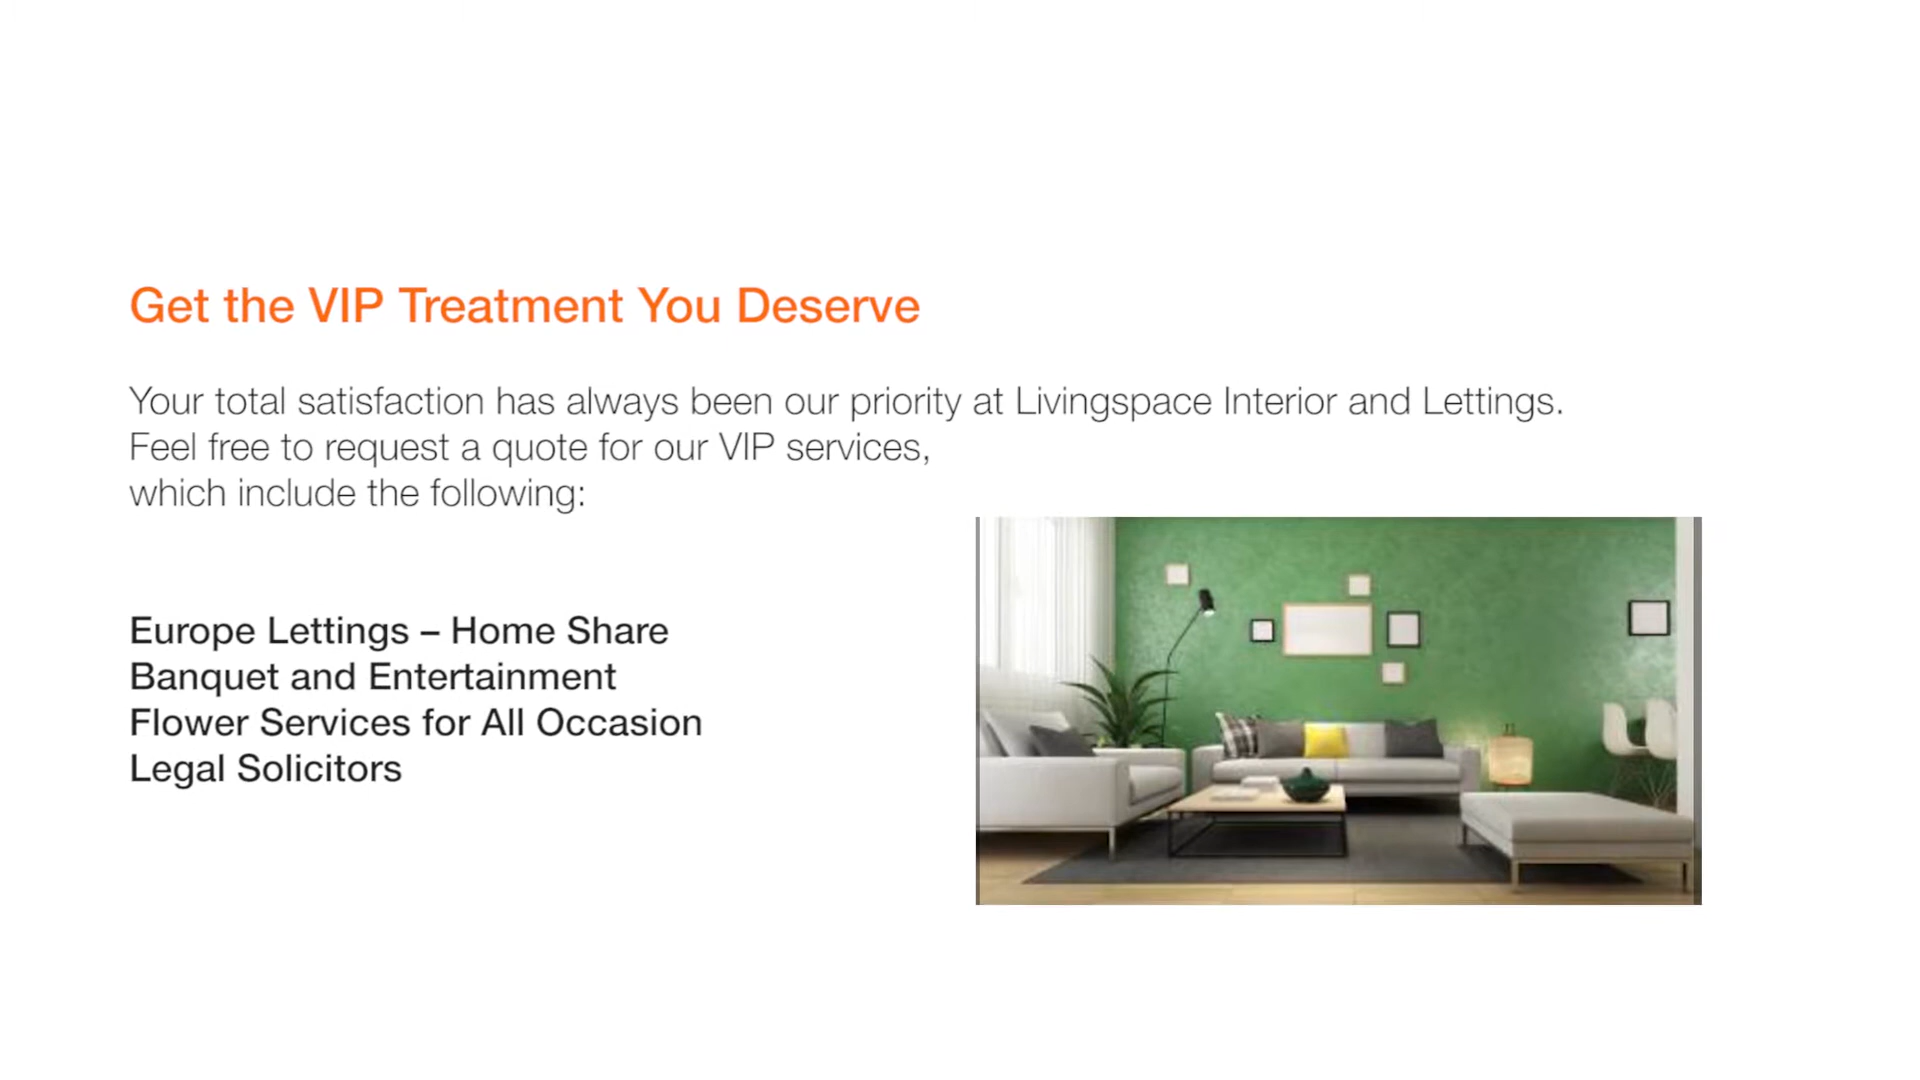 Get the VIP Treatment You Deserve
Your total satisfaction has always been our priority at Livingspace Interior and Lettings.
Feel free to request a quote for our VIP services,
which include the following:
Europe Lettings – Home Share
Banquet and Entertainment
Flower Services for All Occasion
Legal Solicitors